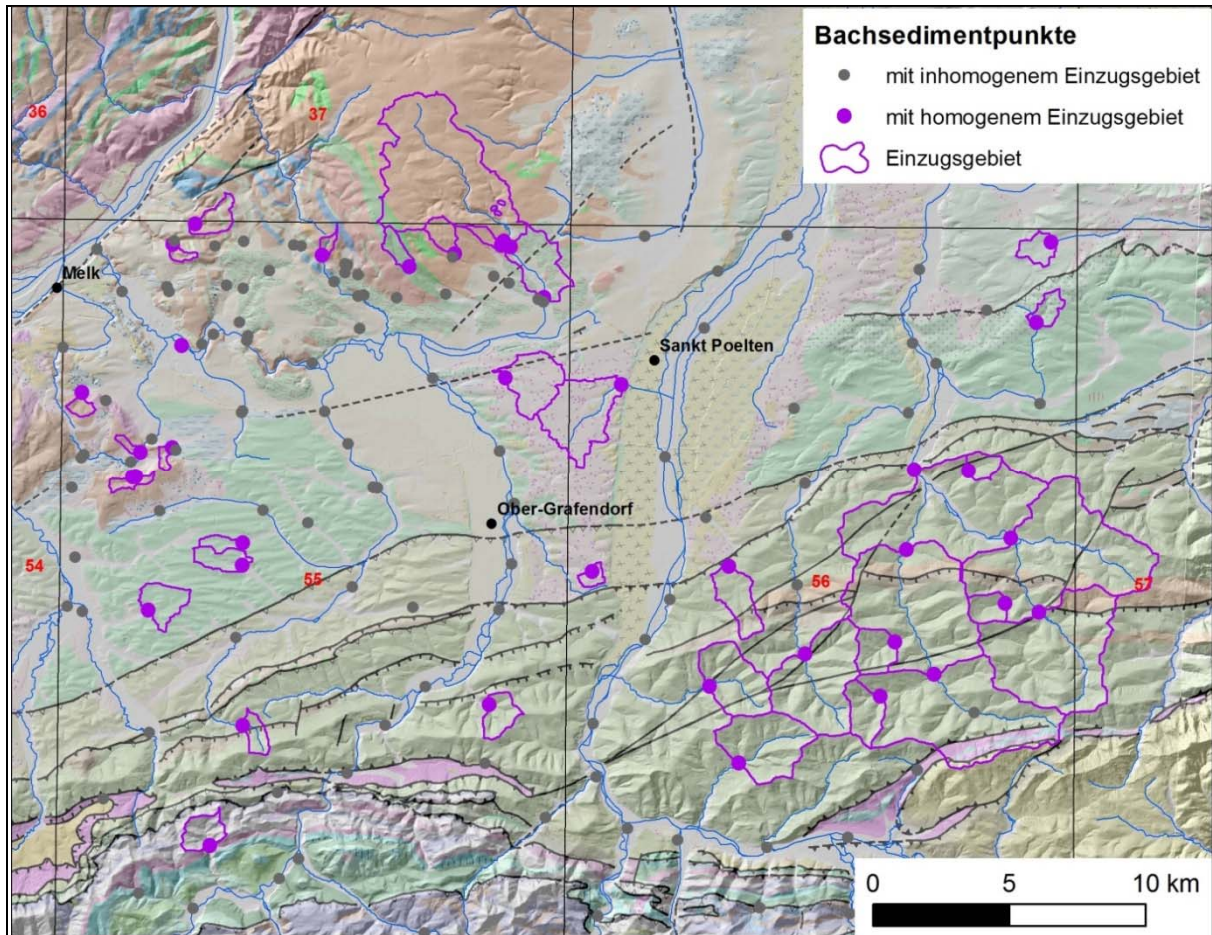 Bachsedimentpunkte
mit inhomogenem Einzugsgebiet
mit homogenem Einzugsgebiet
Einzugsgebiet
36
37
Melk
Sankt Poelten
Ober-Grafendorf
54
55
56
57
0 5 10 km